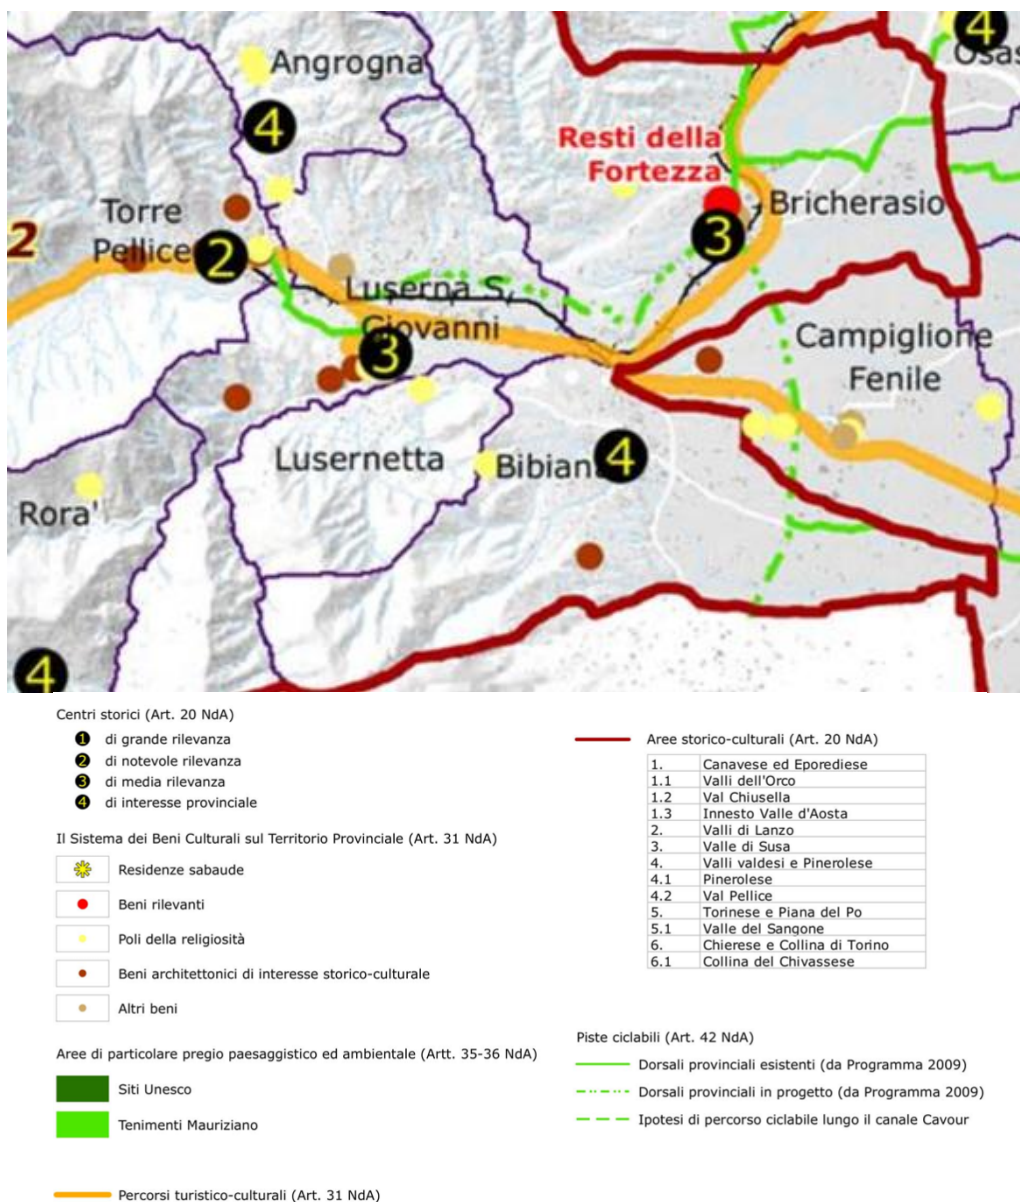 4
Osas
Angrogna
4
Resti della
Fortezza
Torre
Pellice
2
2
Bricherasio
3
Luserna S.
Giovanni
3
Campiglione
Fenile
Lusernetta
Bibiana
4
Rora'
4
Centri storici (Art. 20 NdA)
1 di grande rilevanza
2 di notevole rilevanza
3 di media rilevanza
4 di interesse provinciale
Il Sistema dei Beni Culturali sul Territorio Provinciale (Art. 31 NdA)
Residenze sabaude
Beni rilevanti
Poli della religiosità
Beni architettonici di interesse storico-culturale
Altri beni
Aree di particolare pregio paesaggistico ed ambientale (Artt. 35-36 NdA)
Siti Unesco
Tenimenti Mauriziano
Percorsi turistico-culturali (Art. 31 NdA)
Aree storico-culturali (Art. 20 NdA)
1. Canavese ed Eporediese
1.1 Valli dell'Orco
1.2 Val Chiusella
1.3 Innesto Valle d'Aosta
2. Valli di Lanzo
3. Valle di Susa
4. Valli valdesi e Pinerolese
4.1 Pinerolese
4.2 Val Pellice
5. Torinese e Piana del Po
5.1 Valle del Sangone
6. Chierese e Collina di Torino
6.1 Collina del Chivassese
Piste ciclabili (Art. 42 NdA)
Dorsali provinciali esistenti (da Programma 2009)
Dorsali provinciali in progetto (da Programma 2009)
Ipotesi di percorso ciclabile lungo il canale Cavour